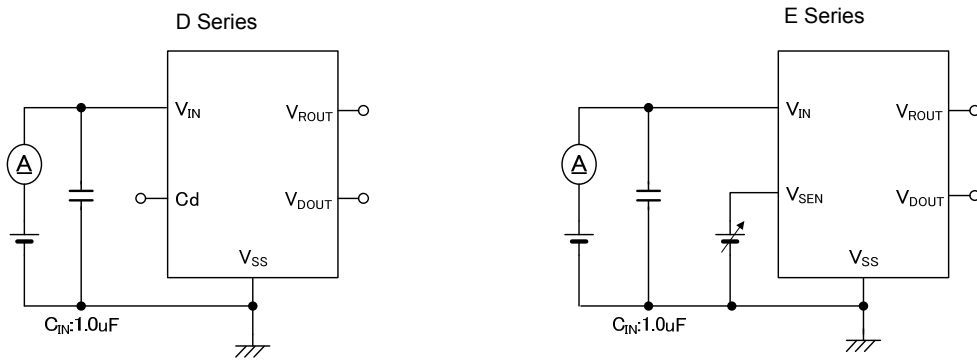 D Series
V_IN
V_ROUT
A
Cd
V_DOUT
V_SS
C_IN:1.0uF
E Series
V_IN
V_ROUT
A
V_SEN
V_DOUT
V_SS
C_IN:1.0uF